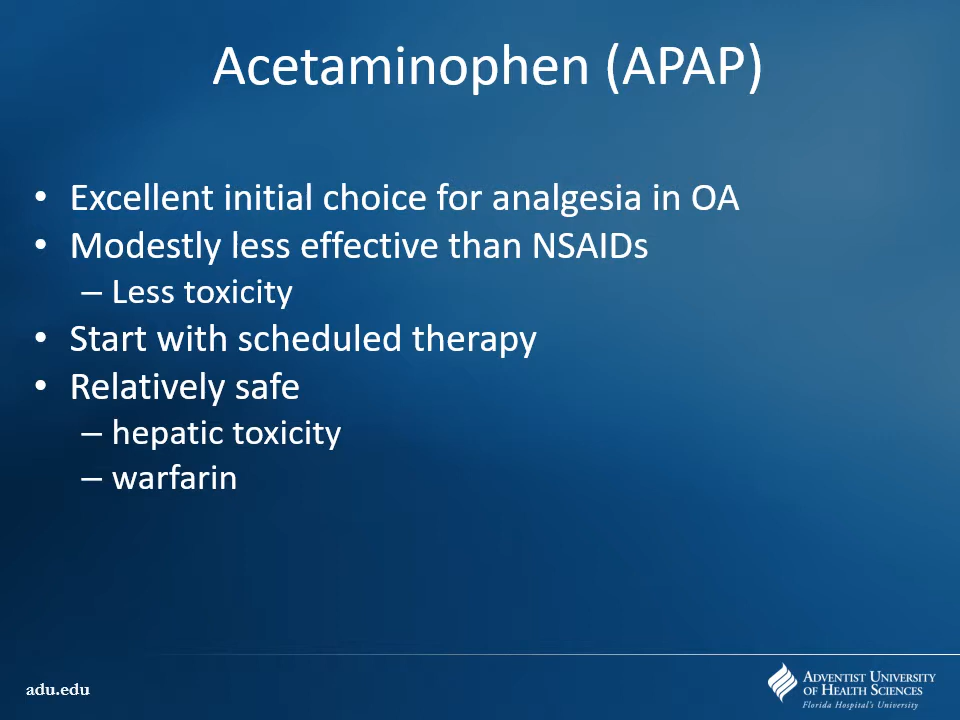 Acetaminophen (APAP)
• Excellent initial choice for analgesia in OA
• Modestly less effective than NSAIDs
– Less toxicity
• Start with scheduled therapy
• Relatively safe
– hepatic toxicity
– warfarin
adu.edu
ADVENTIST UNIVERSITY
OF HEALTH SCIENCES
Florida Hospital's University